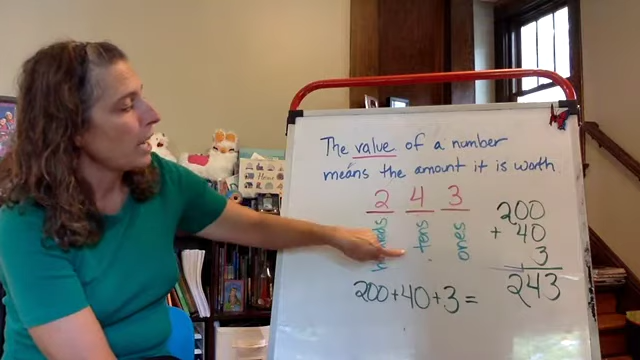 The value of a number
means the amount it is worth.
2 4 3
hundreds tens ones
200
+ 40
3
243
200+40+3=